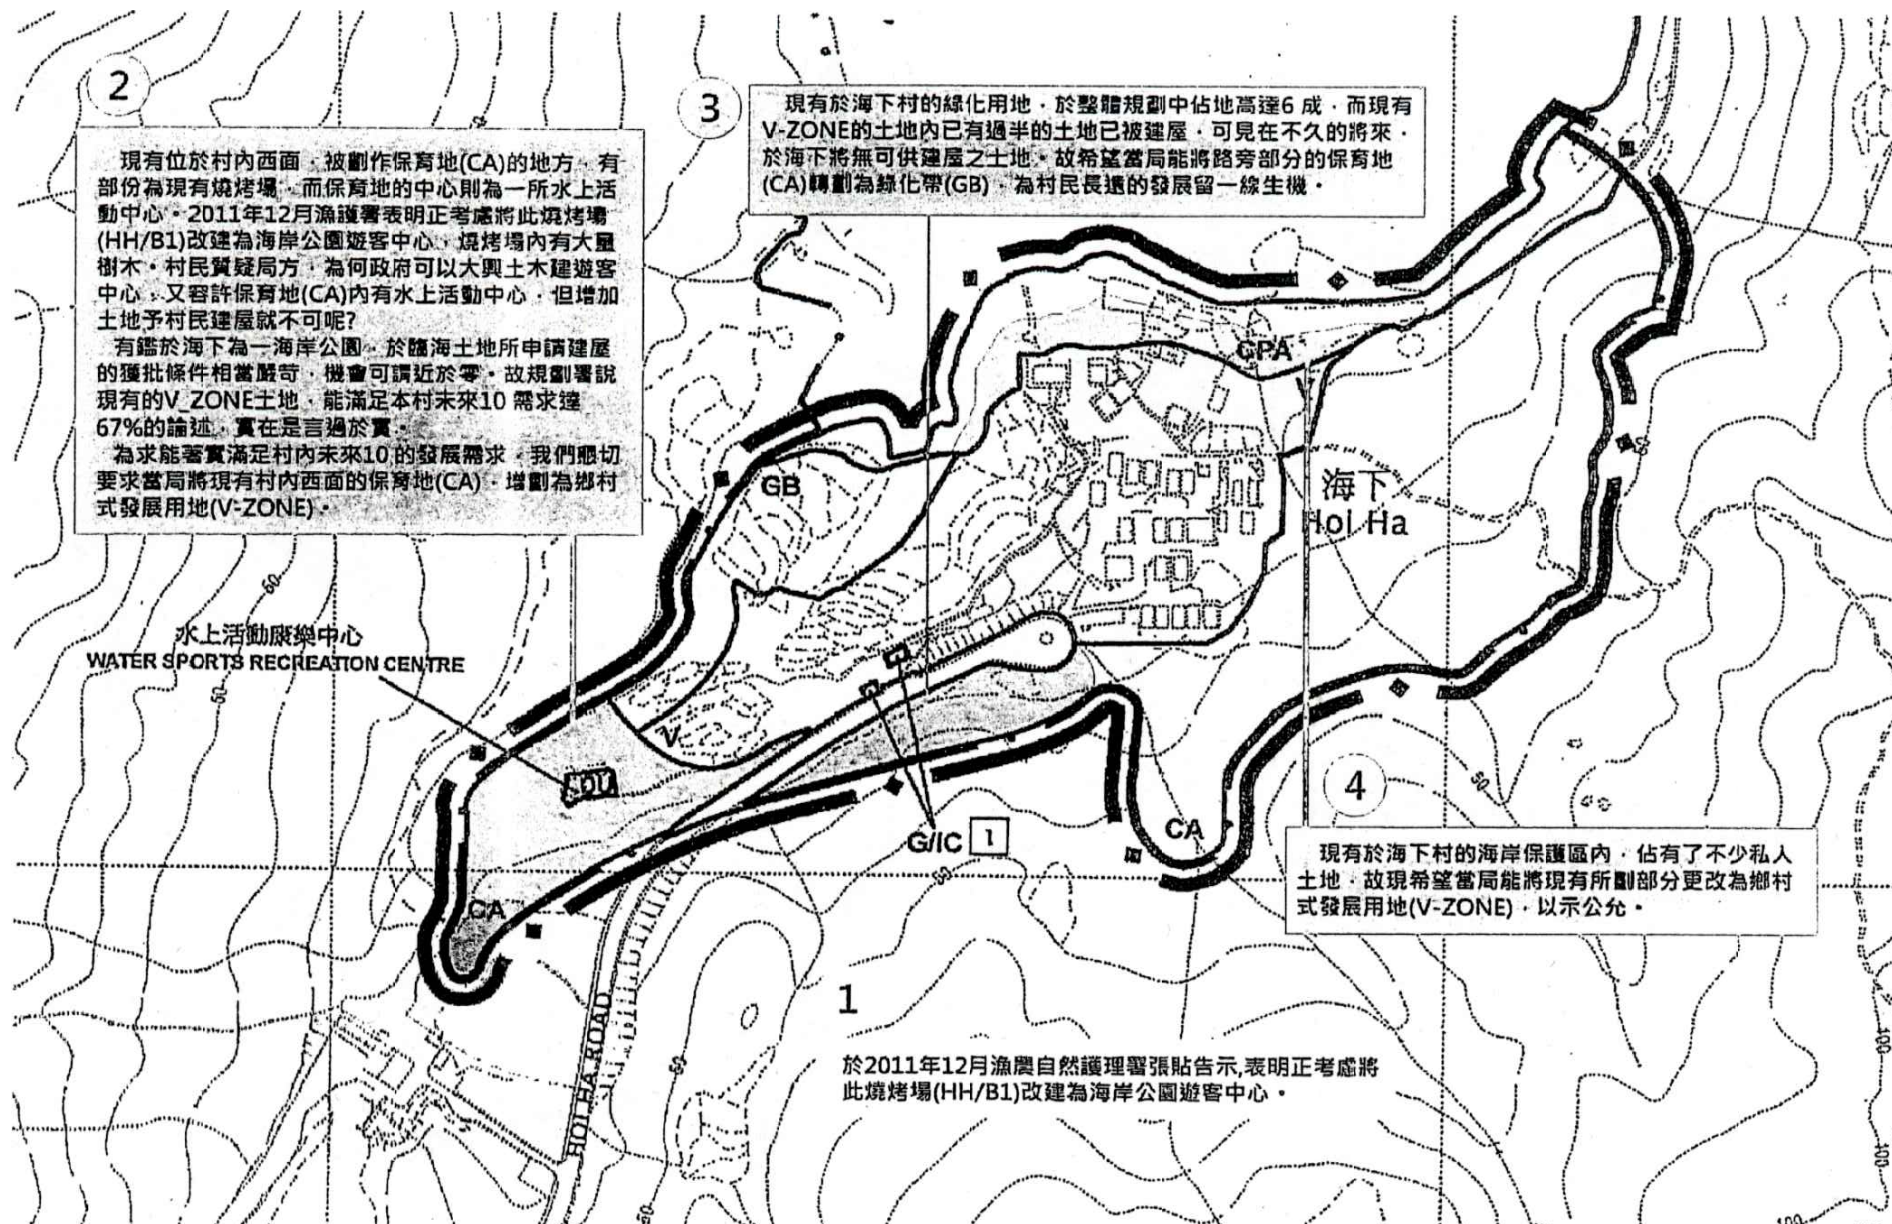 2
現有位於村內西面，被劃作保育地(CA)的地方，有
部份為現有燒烤場，而保育地的中心則為一所水上活
動中心。2011年12月漁護署表明正考慮將此燒烤場
(HH/B1)改建為海岸公園遊客中心，燒烤場內有大量
樹木。村民質疑局方，為何政府可以大興土木建遊客
中心，又容許保育地(CA)內有水上活動中心，但增加
土地予村民建屋就不可呢?
有鑑於海下為一海岸公園，於臨海土地所申請建屋
的獲批條件相當嚴苛，機會可謂近於零。故規劃署說
現有的V_ZONE土地，能滿足本村未來10 需求達
67%的論述，實在是言過於實。
為求能著實滿足村內未來10 的發展需求，我們懇切
要求當局將現有村內西面的保育地(CA)，增劃為鄉村
式發展用地(V-ZONE)。
3
現有於海下村的綠化用地，於整體規劃中佔地高達6 成，而現有
V-ZONE的土地內已有過半的土地已被建屋，可見在不久的將來，
於海下將無可供建屋之土地。故希望當局能將路旁部分的保育地
(CA)轉劃為綠化帶(GB)，為村民長遠的發展留一線生機。
CPA
GB
海下
Hoi Ha
水上活動康樂中心
WATER SPORTS RECREATION CENTRE
V
OU
G/IC 1
CA
CA
4
現有於海下村的海岸保護區內，佔有了不少私人
土地，故現希望當局能將現有所劃部分更改為鄉村
式發展用地(V-ZONE)，以示公允。
1
於2011年12月漁農自然護理署張貼告示,表明正考慮將
此燒烤場(HH/B1)改建為海岸公園遊客中心。
HOI HA ROAD
50
50
50
50
50
50
100
100
100